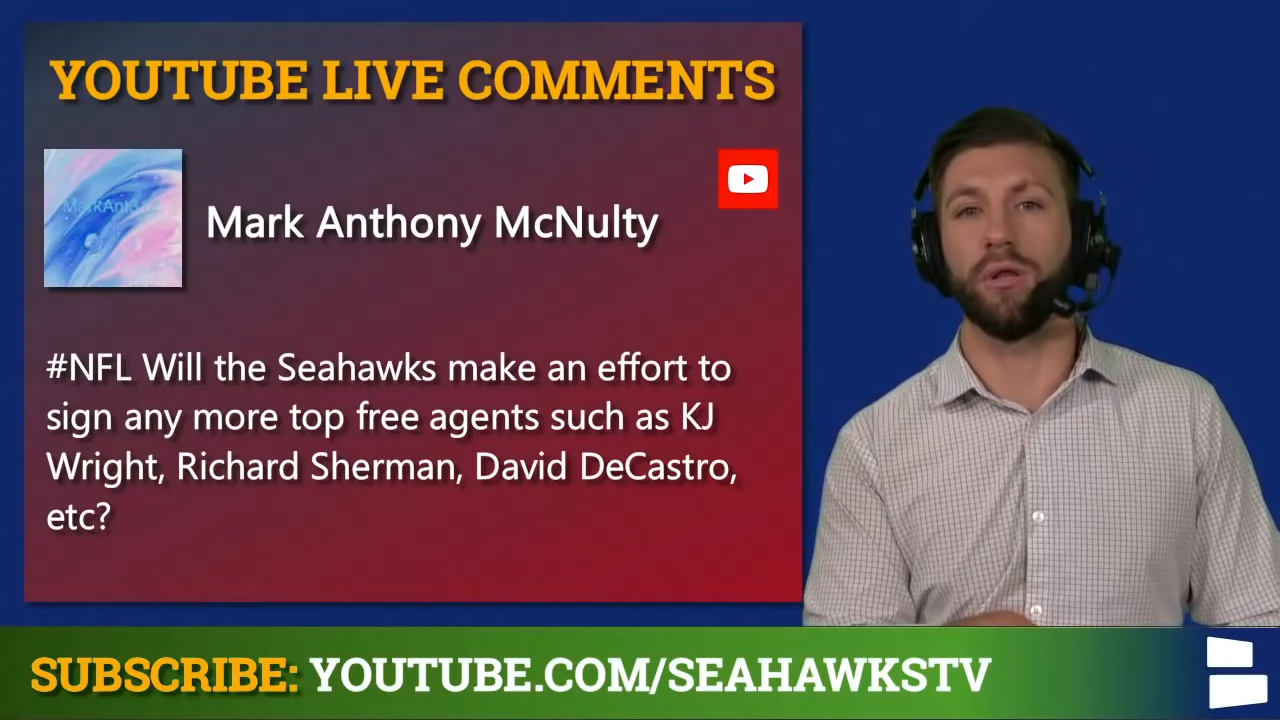 YOUTUBE LIVE COMMENTS
Mark Anthony McNulty
#NFL Will the Seahawks make an effort to
sign any more top free agents such as KJ
Wright, Richard Sherman, David DeCastro,
etc?
SUBSCRIBE: YOUTUBE.COM/SEAHAWKSTV